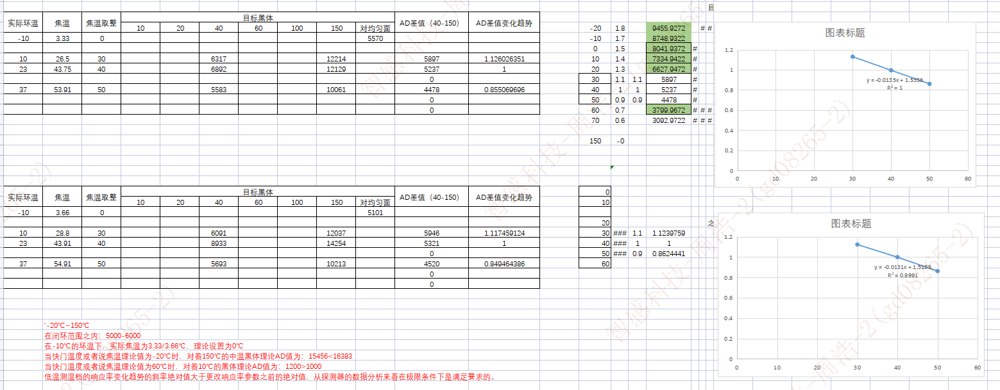 目标黑体
实际环温 焦温 焦温取整 10 20 40 60 100 150 对均匀面 AD差值（40-150） AD差值变化趋势
-10 3.33 0 5570
10 26.5 30 6317 12214 5897 1.126026351
23 43.75 40 6892 12129 5237 1
0
37 53.91 50 5583 10061 4478 0.855069696
0
0
-20 1.8 9455.9272 # #
-10 1.7 8748.9322
0 1.5 8041.9372 #
10 1.4 7334.9422 #
20 1.3 6627.9472 #
30 1.1 1.1 5897 #
40 1 1 5237 #
50 0.9 0.9 4478 #
60 0.7 3799.9672 # # #
70 0.6 3092.9722 # # #
150 -0
图表标题
1.2
1
0.8
0.6
0.4
0.2
0
y = -0.0135x + 1.5356
R² = 1
0 10 20 30 40 50 60
目标黑体
实际环温 焦温 焦温取整 10 20 40 60 100 150 对均匀面 AD差值（40-150） AD差值变化趋势
-10 3.66 0 5101
10 28.8 30 6091 12037 5946 1.117459124
23 43.91 40 8933 14254 5321 1
0
37 54.91 50 5693 10213 4520 0.849464386
0
0
0
10
20
30 ### 1.1 1.1239759
40 ### 1 1
50 ### 0.9 0.8624441
60
图表标题
1.2
1
0.8
0.6
0.4
0.2
0
y = -0.0131x + 1.5185
R² = 0.9991
0 10 20 30 40 50 60
'-20℃~150℃
在闭环范围之内：5000-6000
在-10℃的环温下，实际焦温为3.33/3.66℃，理论设置为0℃
当快门温度或者说焦温理论值为-20℃时，对着150℃的中温黑体理论AD值为：15456<16383
当快门温度或者说焦温理论值为60℃时，对着10℃的黑体理论AD值为：1200>1000
低温测温档的响应率变化趋势的斜率绝对值大于更改响应率参数之前的绝对值，从探测器的数据分析来看在极限条件下是满足要求的。
智感科技-周浩-2(gd08265-2)